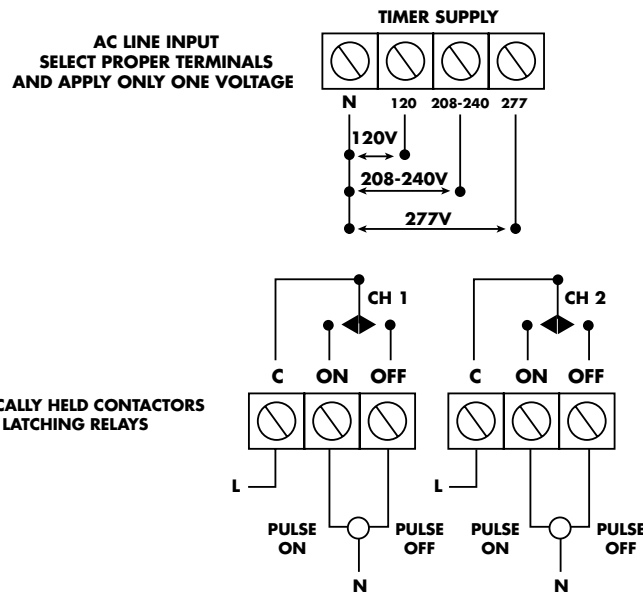 TIMER SUPPLY
AC LINE INPUT
SELECT PROPER TERMINALS
AND APPLY ONLY ONE VOLTAGE
N 120 208-240 277
120V
208-240V
277V
CH 1 CH 2
C ON OFF C ON OFF
CALLY HELD CONTACTORS
LATCHING RELAYS
L L
PULSE ON PULSE OFF PULSE ON PULSE OFF
N N